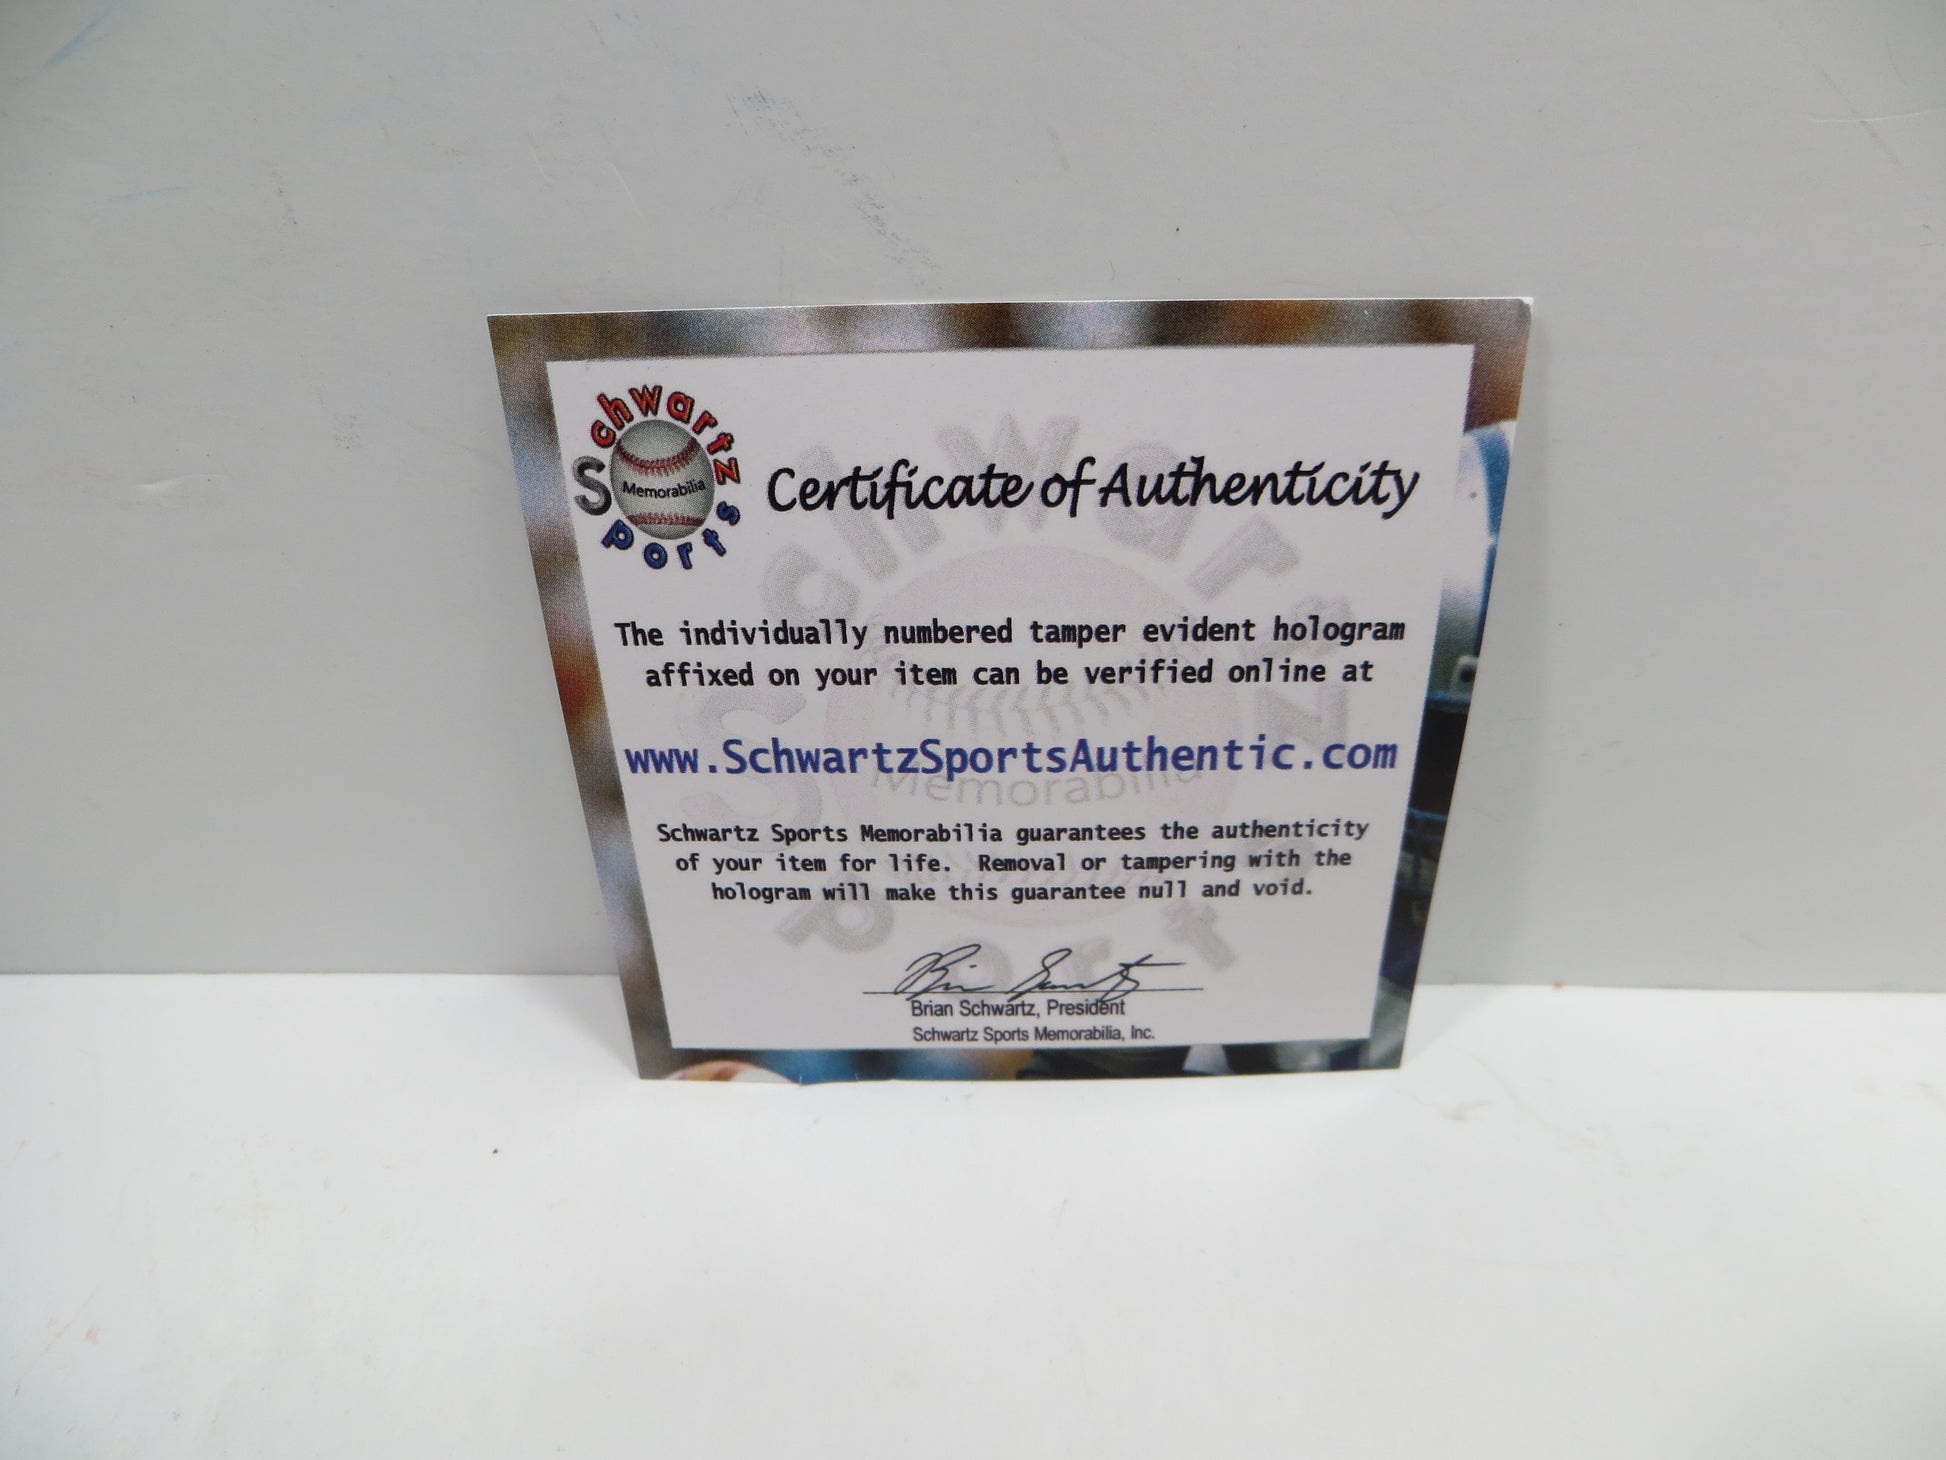 Schwartz
Sports
Memorabilia
Certificate of Authenticity
The individually numbered tamper evident hologram
affixed on your item can be verified online at
www.SchwartzSportsAuthentic.com
Schwartz Sports Memorabilia guarantees the authenticity
of your item for life. Removal or tampering with the
hologram will make this guarantee null and void.
Brian Schwartz, President
Schwartz Sports Memorabilia, Inc.